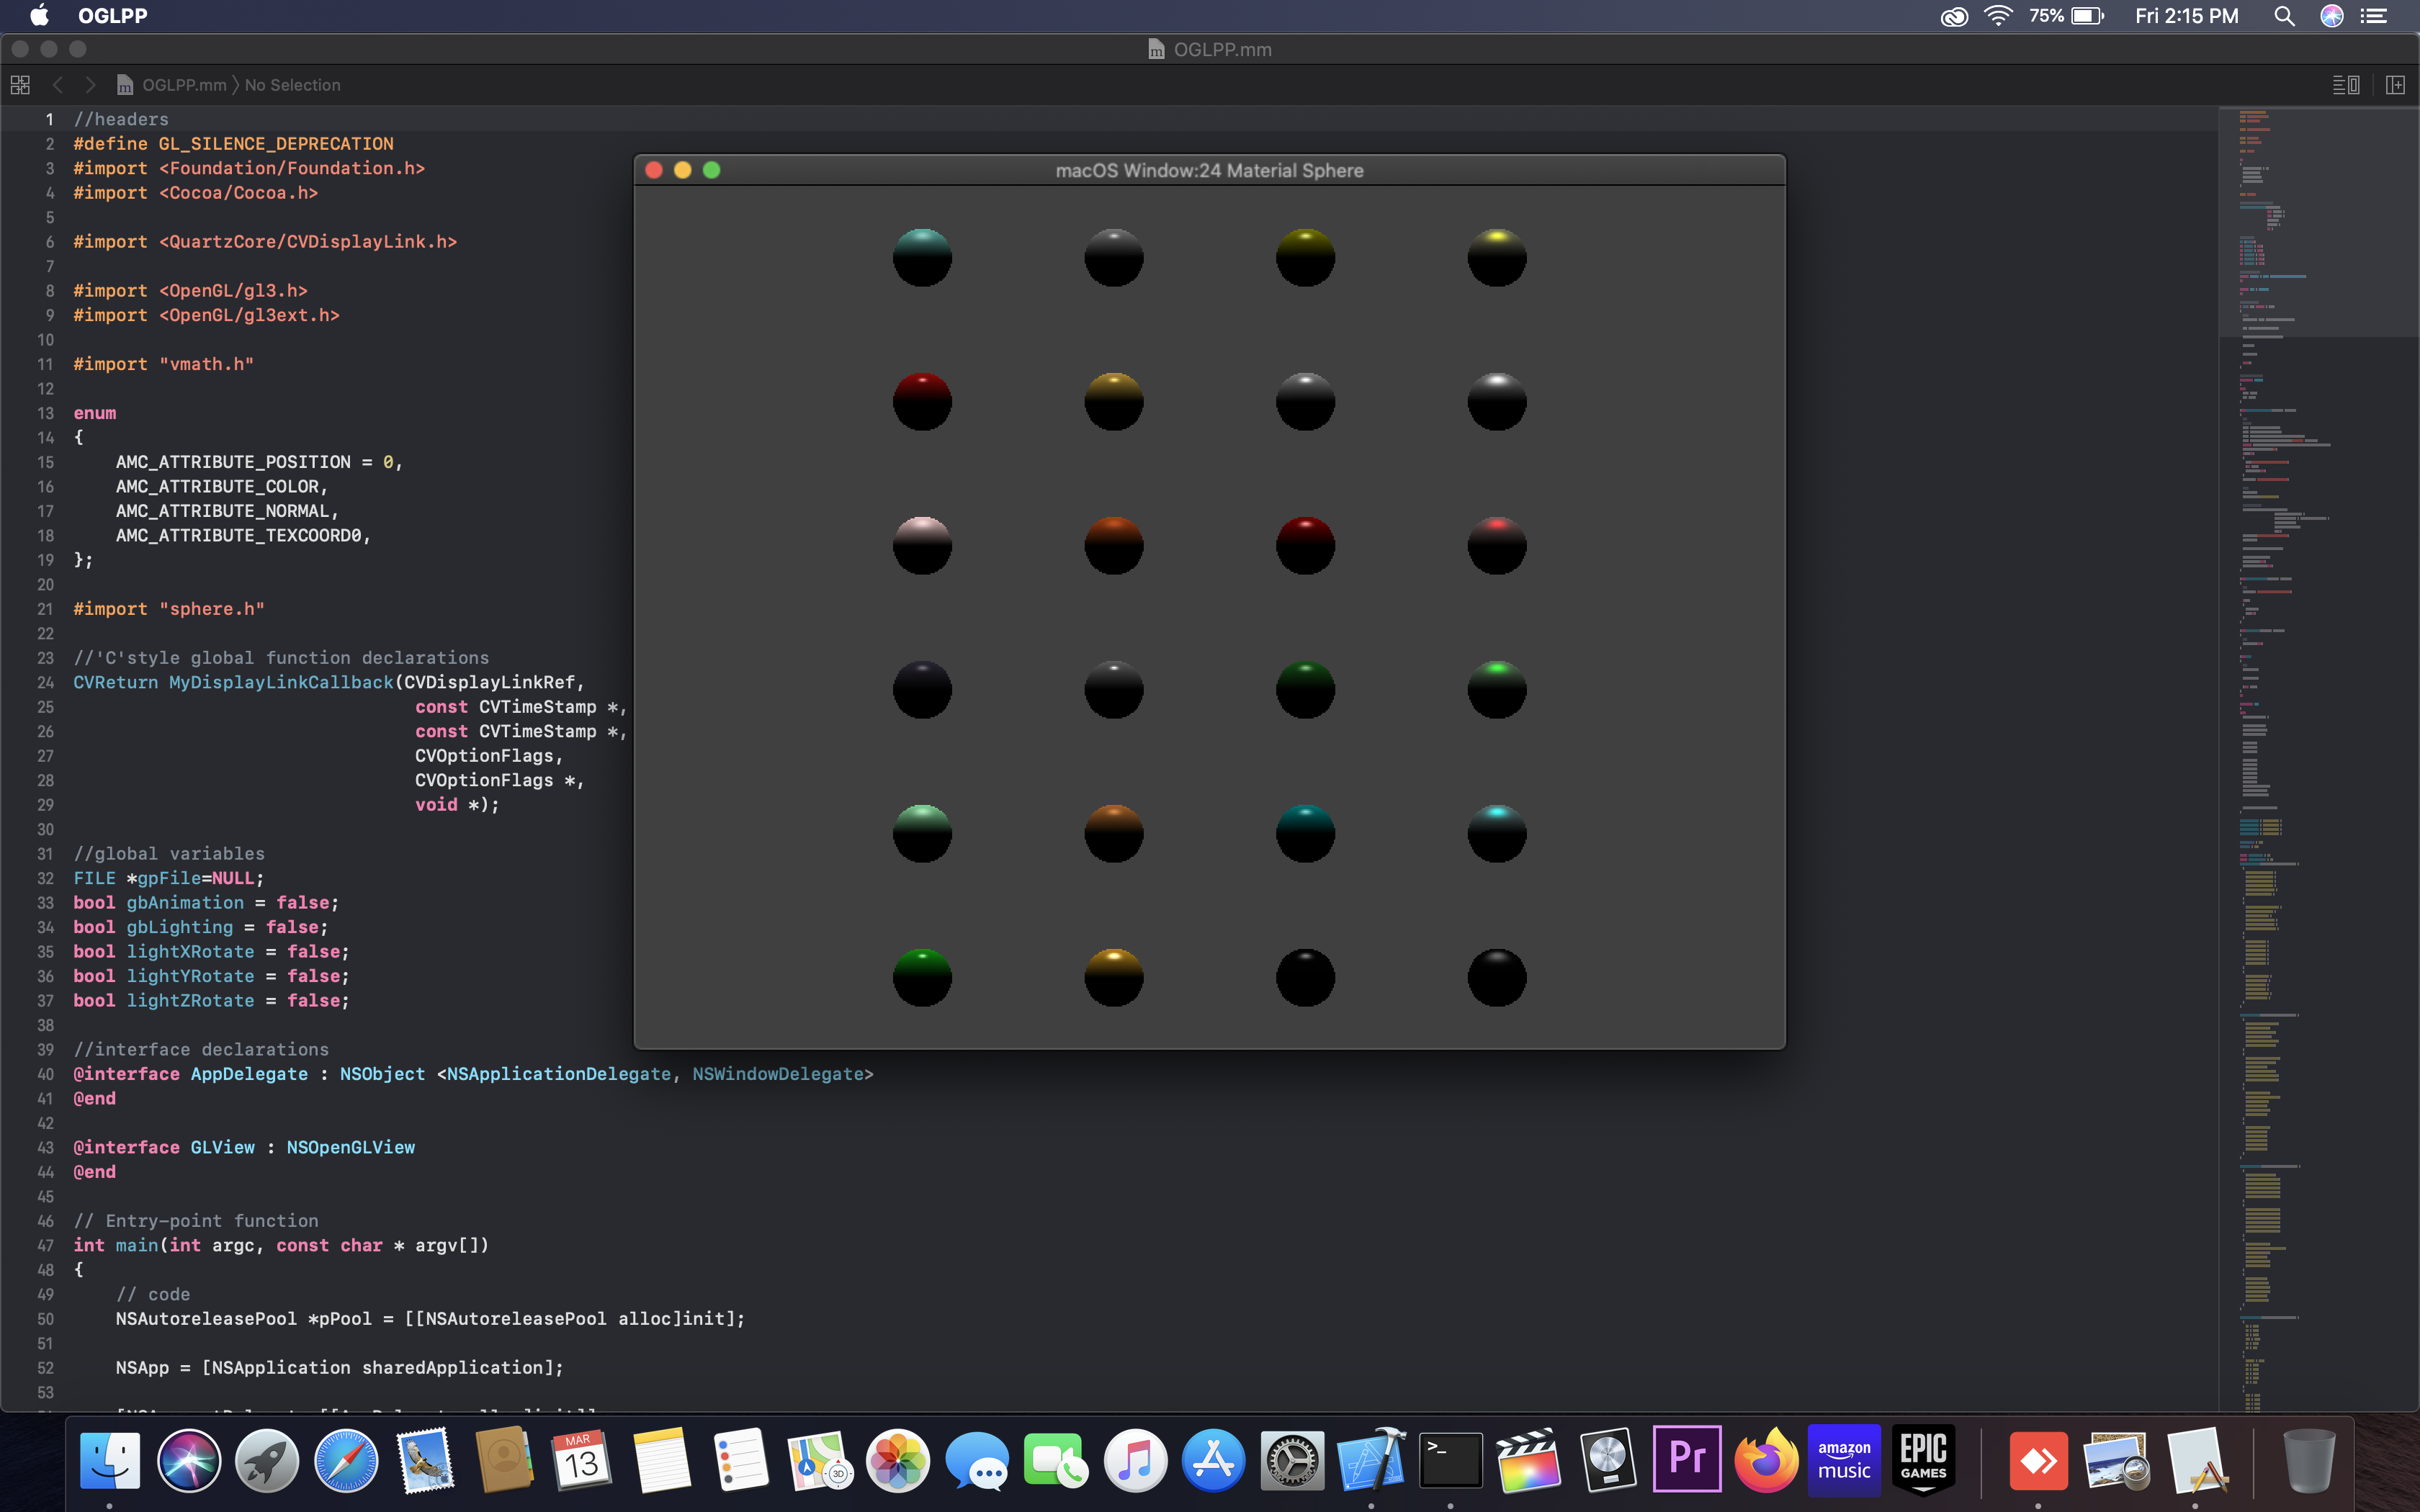 OGLPP
75%
Fri 2:15 PM
OGLPP.mm
OGLPP.mm 〉No Selection
1 //headers
2 #define GL_SILENCE_DEPRECATION
3 #import <Foundation/Foundation.h>
4 #import <Cocoa/Cocoa.h>
5
6 #import <QuartzCore/CVDisplayLink.h>
7
8 #import <OpenGL/gl3.h>
9 #import <OpenGL/gl3ext.h>
10
11 #import "vmath.h"
12
13 enum
14 {
15 AMC_ATTRIBUTE_POSITION = 0,
16 AMC_ATTRIBUTE_COLOR,
17 AMC_ATTRIBUTE_NORMAL,
18 AMC_ATTRIBUTE_TEXCOORD0,
19 };
20
21 #import "sphere.h"
22
23 //'C'style global function declarations
24 CVReturn MyDisplayLinkCallback(CVDisplayLinkRef,
25 const CVTimeStamp *,
26 const CVTimeStamp *,
27 CVOptionFlags,
28 CVOptionFlags *,
29 void *);
30
31 //global variables
32 FILE *gpFile=NULL;
33 bool gbAnimation = false;
34 bool gbLighting = false;
35 bool lightXRotate = false;
36 bool lightYRotate = false;
37 bool lightZRotate = false;
38
39 //interface declarations
40 @interface AppDelegate : NSObject <NSApplicationDelegate, NSWindowDelegate>
41 @end
42
43 @interface GLView : NSOpenGLView
44 @end
45
46 // Entry-point function
47 int main(int argc, const char * argv[])
48 {
49 // code
50 NSAutoreleasePool *pPool = [[NSAutoreleasePool alloc]init];
51
52 NSApp = [NSApplication sharedApplication];
53
macOS Window:24 Material Sphere
MAR
13
3D
>_
Pr
amazon
music
EPIC
GAMES